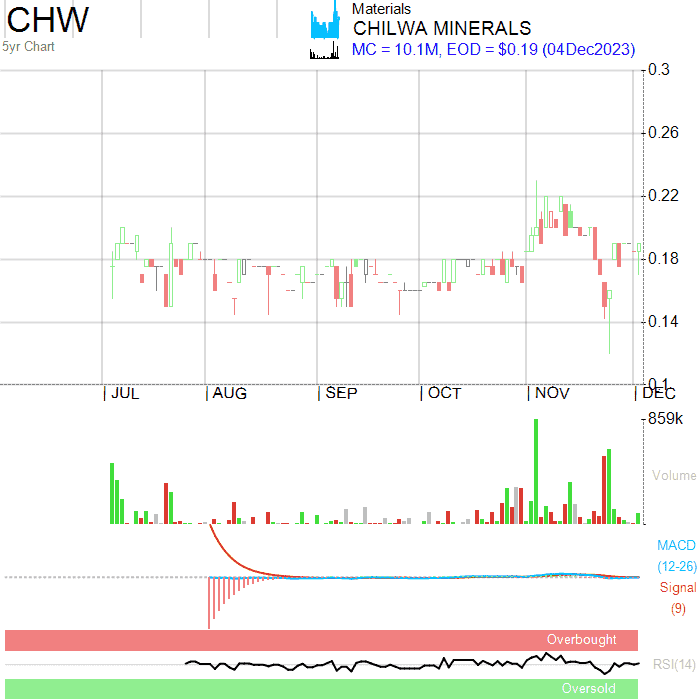 CHW
5yr Chart
Materials
CHILWA MINERALS
MC = 10.1M, EOD = $0.19 (04Dec2023)
0.3
0.26
0.22
0.18
0.14
0.1
JUL AUG SEP OCT NOV DEC
859k
Volume
MACD
(12-26)
Signal
(9)
Overbought
RSI(14)
Oversold